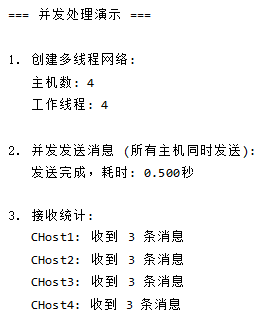 === 并发处理演示 ===
1. 创建多线程网络:
主机数: 4
工作线程: 4
2. 并发发送消息 (所有主机同时发送):
发送完成，耗时: 0.500秒
3. 接收统计:
CHost1: 收到 3 条消息
CHost2: 收到 3 条消息
CHost3: 收到 3 条消息
CHost4: 收到 3 条消息